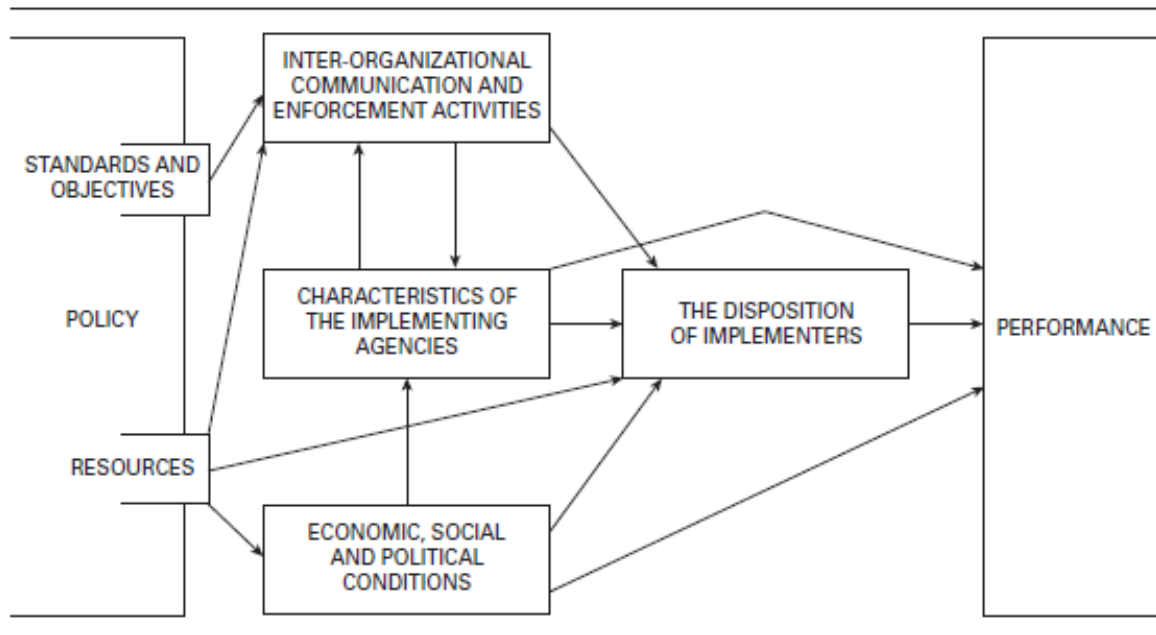 INTER-ORGANIZATIONAL
COMMUNICATION AND
ENFORCEMENT ACTIVITIES
STANDARDS AND
OBJECTIVES
POLICY
CHARACTERISTICS OF
THE IMPLEMENTING
AGENCIES
THE DISPOSITION
OF IMPLEMENTERS
PERFORMANCE
RESOURCES
ECONOMIC, SOCIAL
AND POLITICAL
CONDITIONS